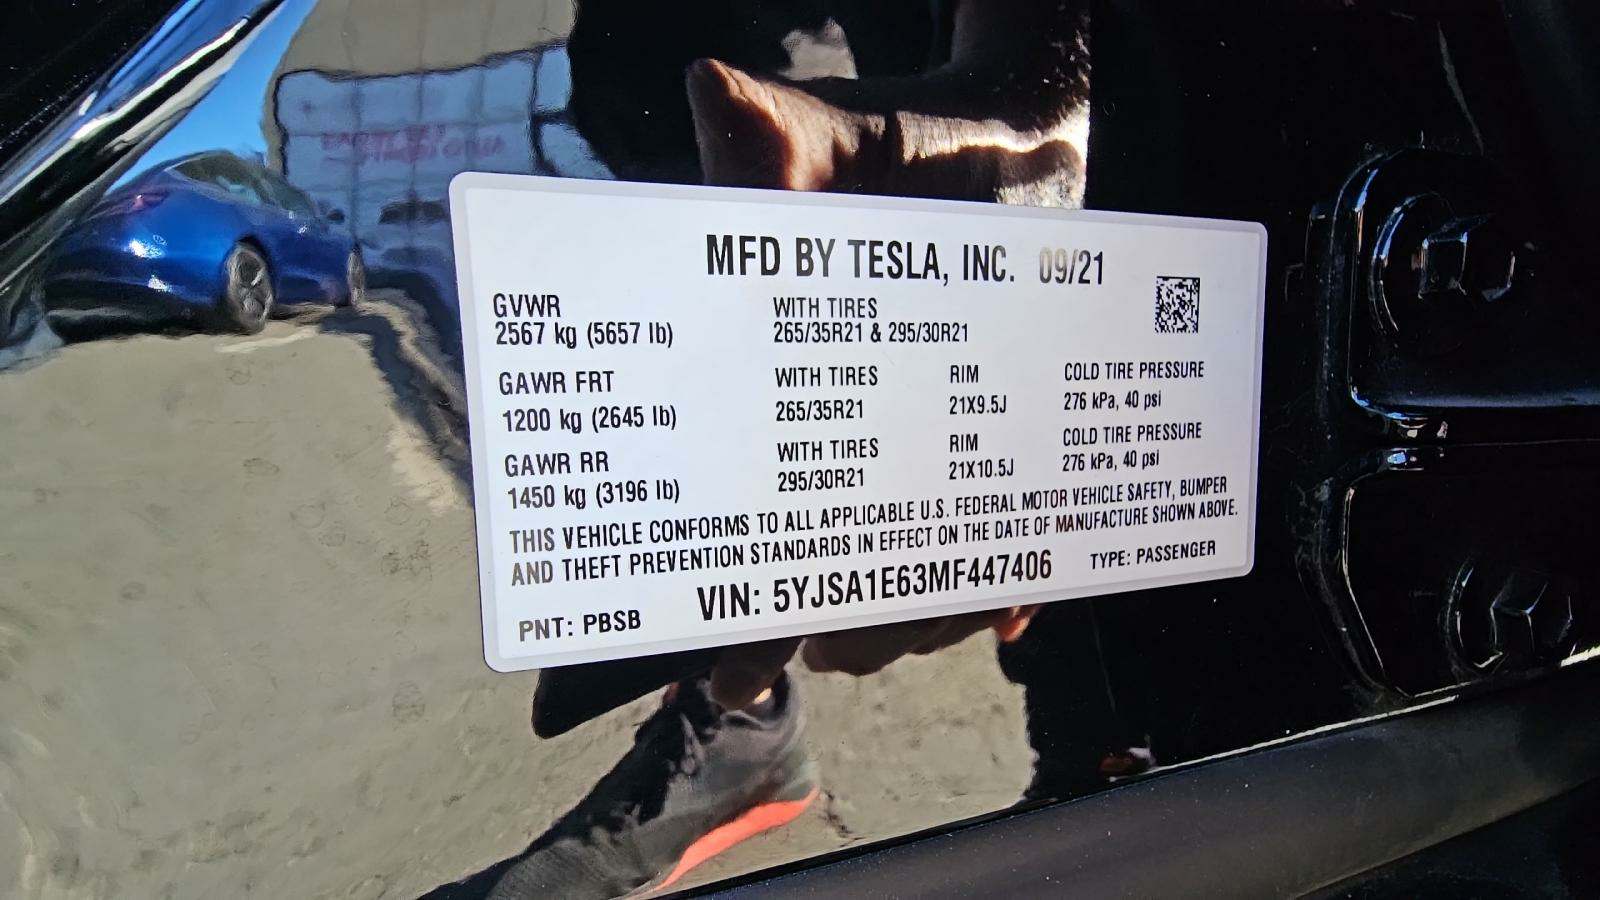 MFD BY TESLA, INC. 09/21
GVWR
2567 kg (5657 lb)
WITH TIRES
265/35R21 & 295/30R21
GAWR FRT
1200 kg (2645 lb)
WITH TIRES
265/35R21
RIM
21X9.5J
COLD TIRE PRESSURE
276 kPa, 40 psi
GAWR RR
1450 kg (3196 lb)
WITH TIRES
295/30R21
RIM
21X10.5J
COLD TIRE PRESSURE
276 kPa, 40 psi
THIS VEHICLE CONFORMS TO ALL APPLICABLE U.S. FEDERAL MOTOR VEHICLE SAFETY, BUMPER
AND THEFT PREVENTION STANDARDS IN EFFECT ON THE DATE OF MANUFACTURE SHOWN ABOVE.
PNT: PBSB
VIN: 5YJSA1E63MF447406
TYPE: PASSENGER